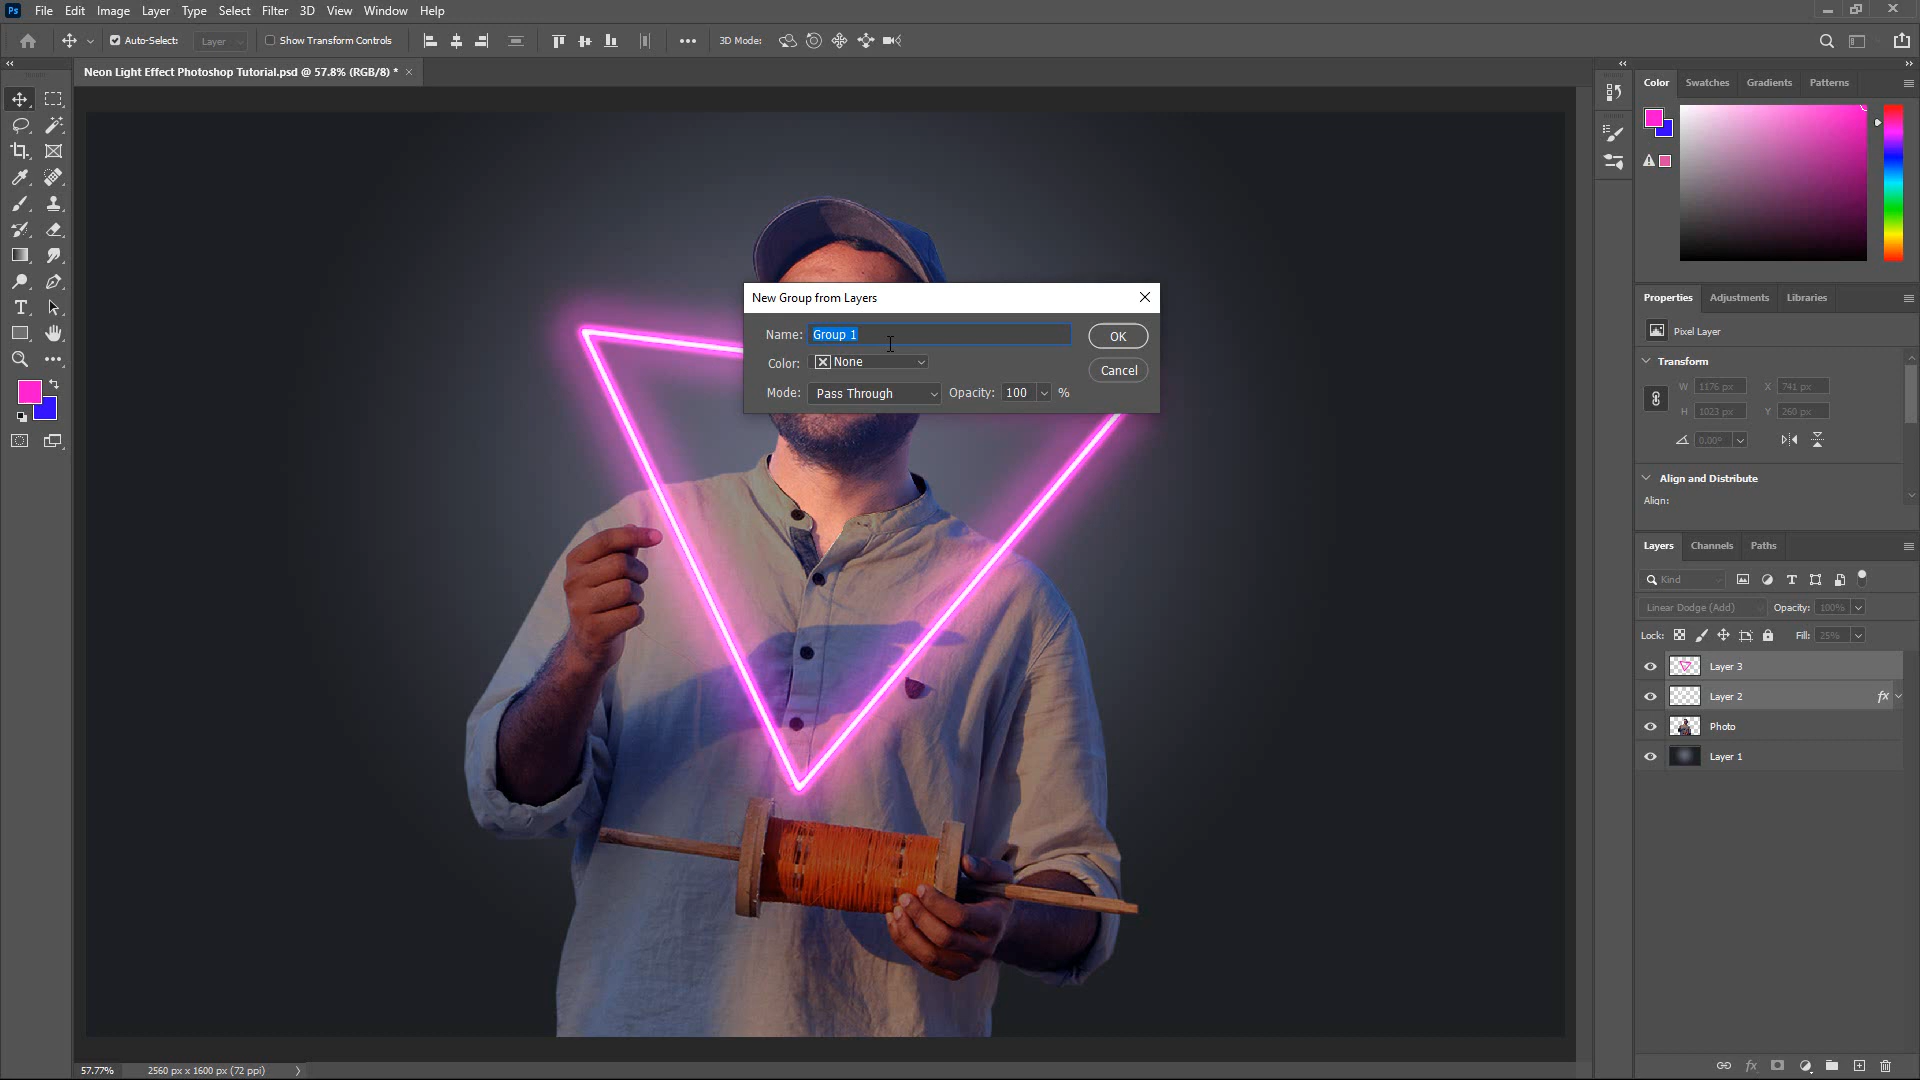 Ps File Edit Image Layer Type Select Filter 3D View Window Help
Auto-Select: Layer Show Transform Controls 3D Mode:
Neon Light Effect Photoshop Tutorial.psd @ 57.8% (RGB/8) * ×
Color Swatches Gradients Patterns
New Group from Layers
Name: Group 1 OK
Color: None Cancel
Mode: Pass Through Opacity: 100 %
Properties Adjustments Libraries
Pixel Layer
Transform
W 1176 px X 741 px
H 1023 px Y 260 px
0.00°
Align and Distribute
Align:
Layers Channels Paths
Kind
Linear Dodge (Add) Opacity: 100%
Lock: Fill: 25%
Layer 3
Layer 2 fx
Photo
Layer 1
57.77% 2560 px x 1600 px (72 ppi)
fx